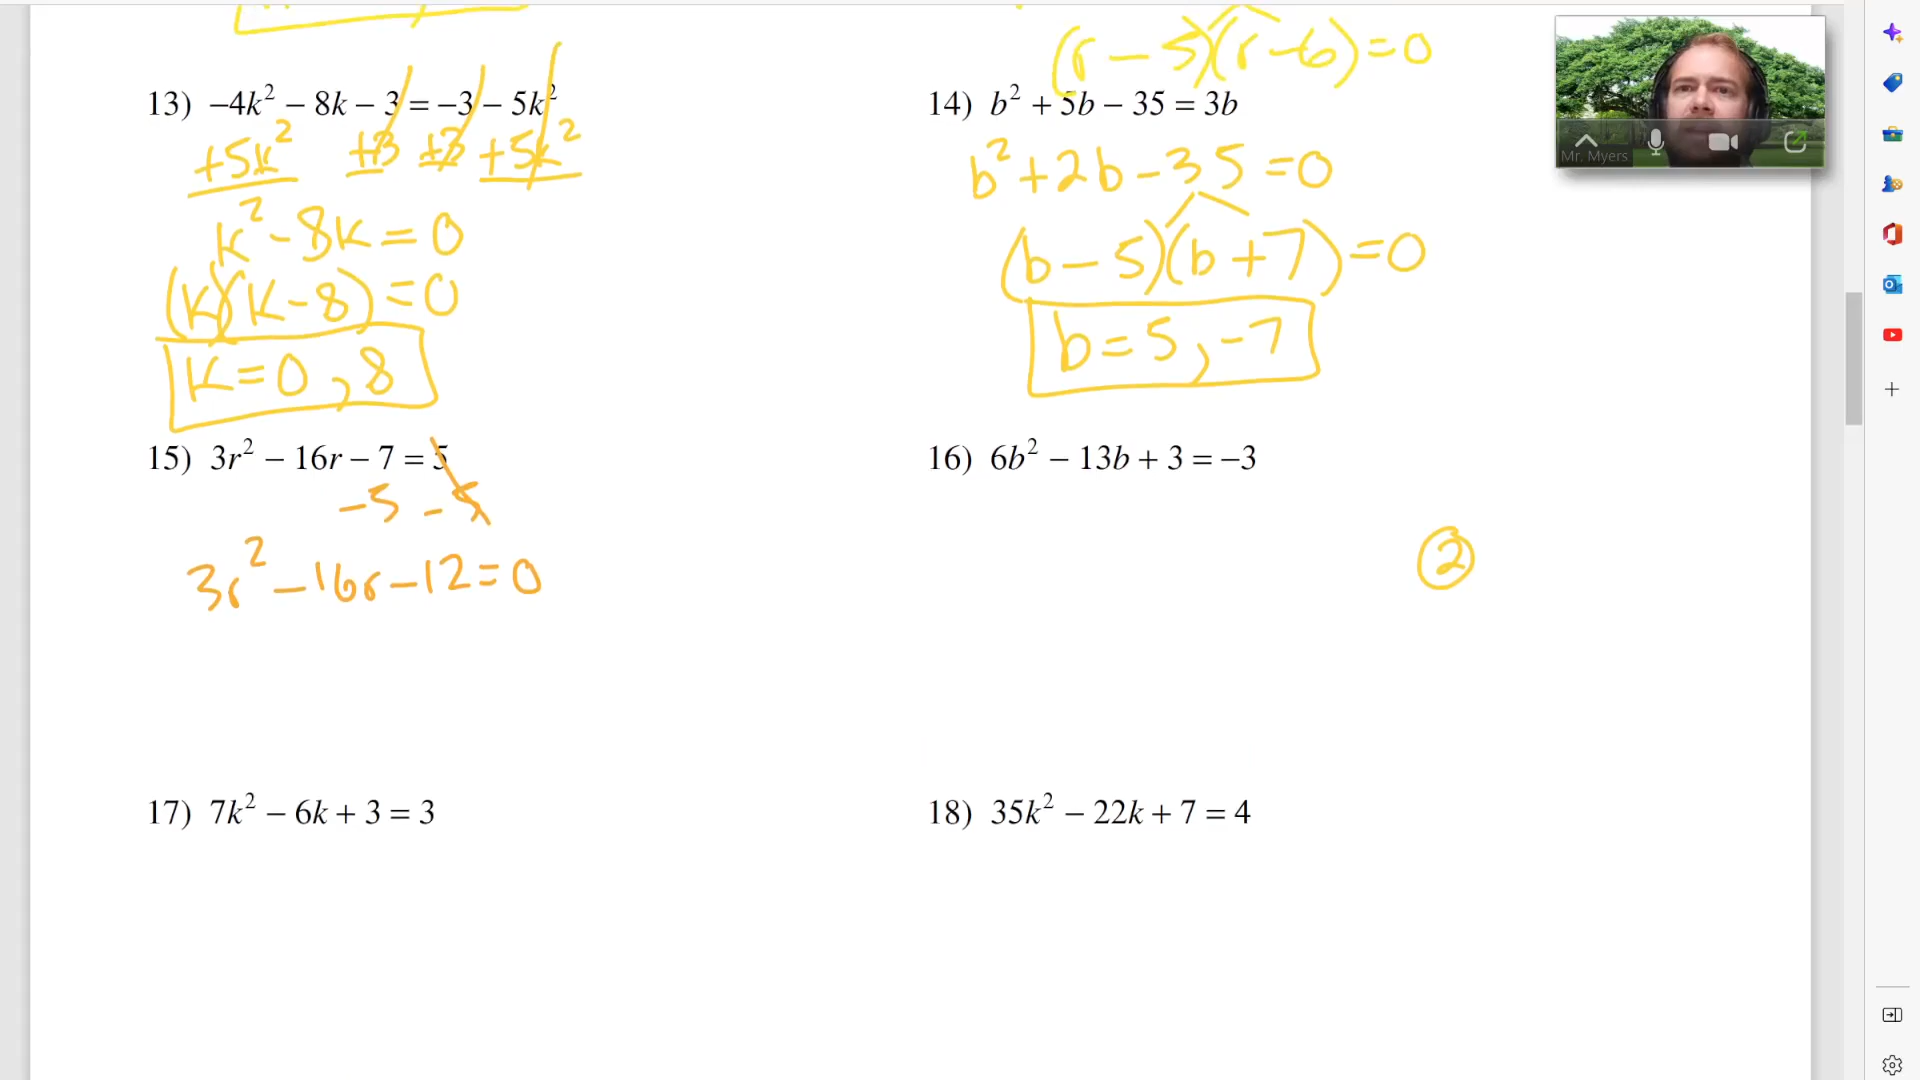 (r - 5)(r - 6) = 0
13) −4k² − 8k − 3 = −3 − 5k²
+5k² +3 +3 +5k²
k² - 8k = 0
(k)(k - 8) = 0
k = 0, 8
14) b² + 5b − 35 = 3b
b² + 2b - 35 = 0
(b - 5)(b + 7) = 0
b = 5, -7
15) 3r² − 16r − 7 = 5
-5 -5
3r² - 16r - 12 = 0
16) 6b² − 13b + 3 = −3
2
17) 7k² − 6k + 3 = 3
18) 35k² − 22k + 7 = 4
Mr. Myers